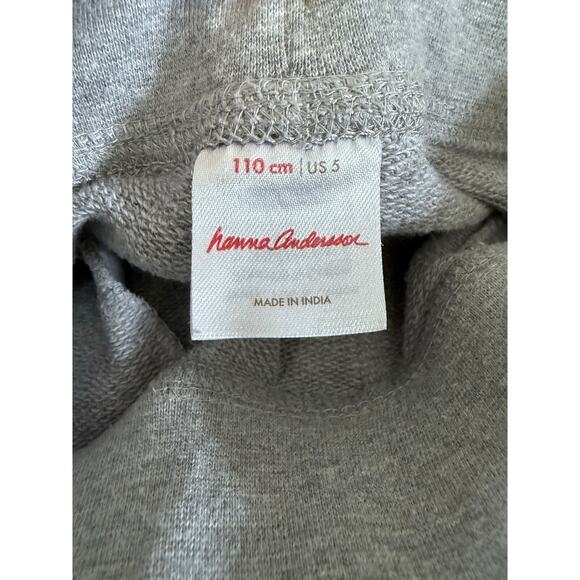 110 cm | US 5
hanna andersson
MADE IN INDIA